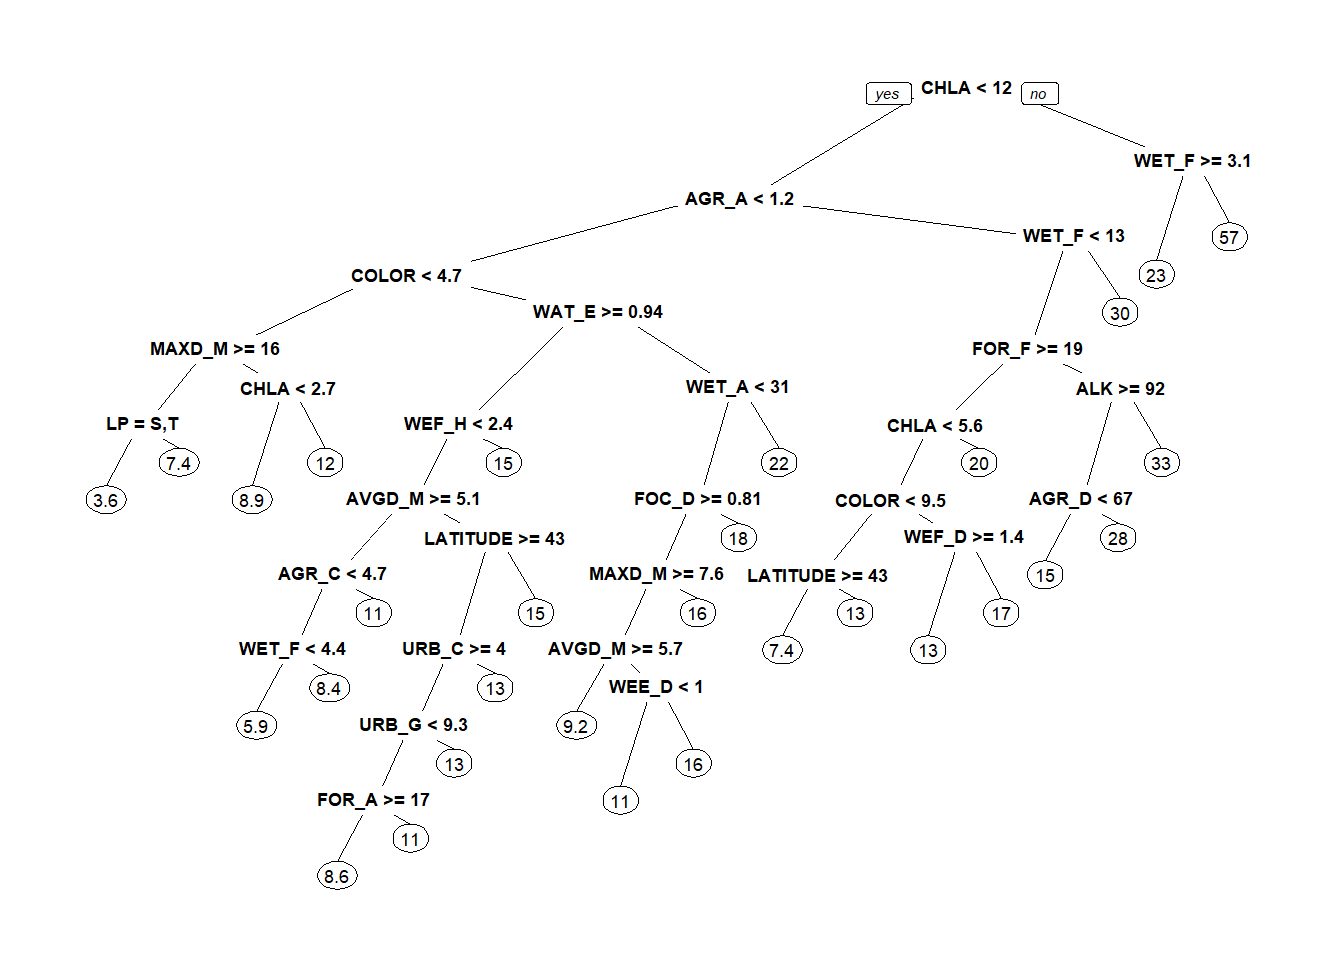 yes CHLA < 12 no
WET_F >= 3.1
AGR_A < 1.2
WET_F < 13
57
COLOR < 4.7
23
WAT_E >= 0.94
30
MAXD_M >= 16
FOR_F >= 19
CHLA < 2.7
WET_A < 31
ALK >= 92
LP = S,T
WEF_H < 2.4
CHLA < 5.6
7.4
12
15
22
20
33
3.6
8.9
AVGD_M >= 5.1
FOC_D >= 0.81
COLOR < 9.5
AGR_D < 67
LATITUDE >= 43
18
WEF_D >= 1.4
28
AGR_C < 4.7
MAXD_M >= 7.6
LATITUDE >= 43
15
11
15
16
13
17
WET_F < 4.4
URB_C >= 4
AVGD_M >= 5.7
7.4
13
8.4
13
WEE_D < 1
5.9
URB_G < 9.3
9.2
13
16
FOR_A >= 17
11
11
8.6